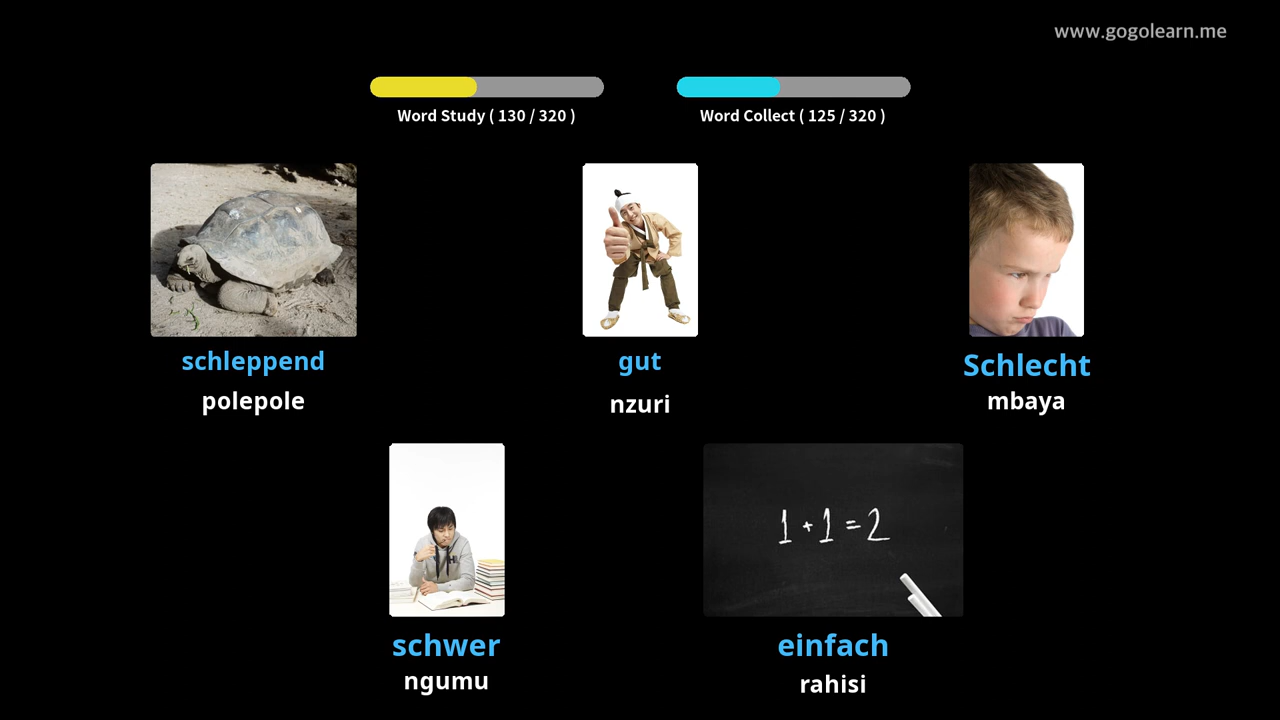 www.gogolearn.me
Word Study ( 130 / 320 )
Word Collect ( 125 / 320 )
schleppend
polepole
gut
nzuri
Schlecht
mbaya
1 + 1 = 2
schwer
ngumu
einfach
rahisi